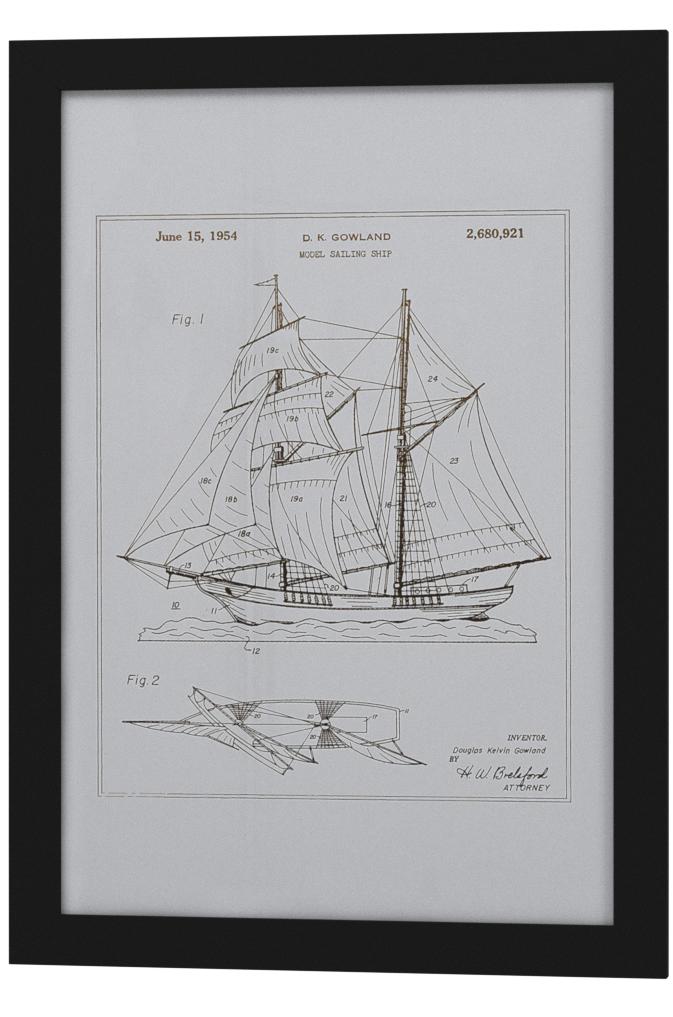 June 15, 1954
D. K. GOWLAND
2,680,921
MODEL SAILING SHIP
Fig. 1
19c
24
22
19b
23
18c
18b
19a
21
16
20
18a
13
14
20
17
10
11
12
Fig. 2
20
20
17
11
20
INVENTOR.
Douglas Kelvin Gowland
BY
H. W. Brelsford
ATTORNEY